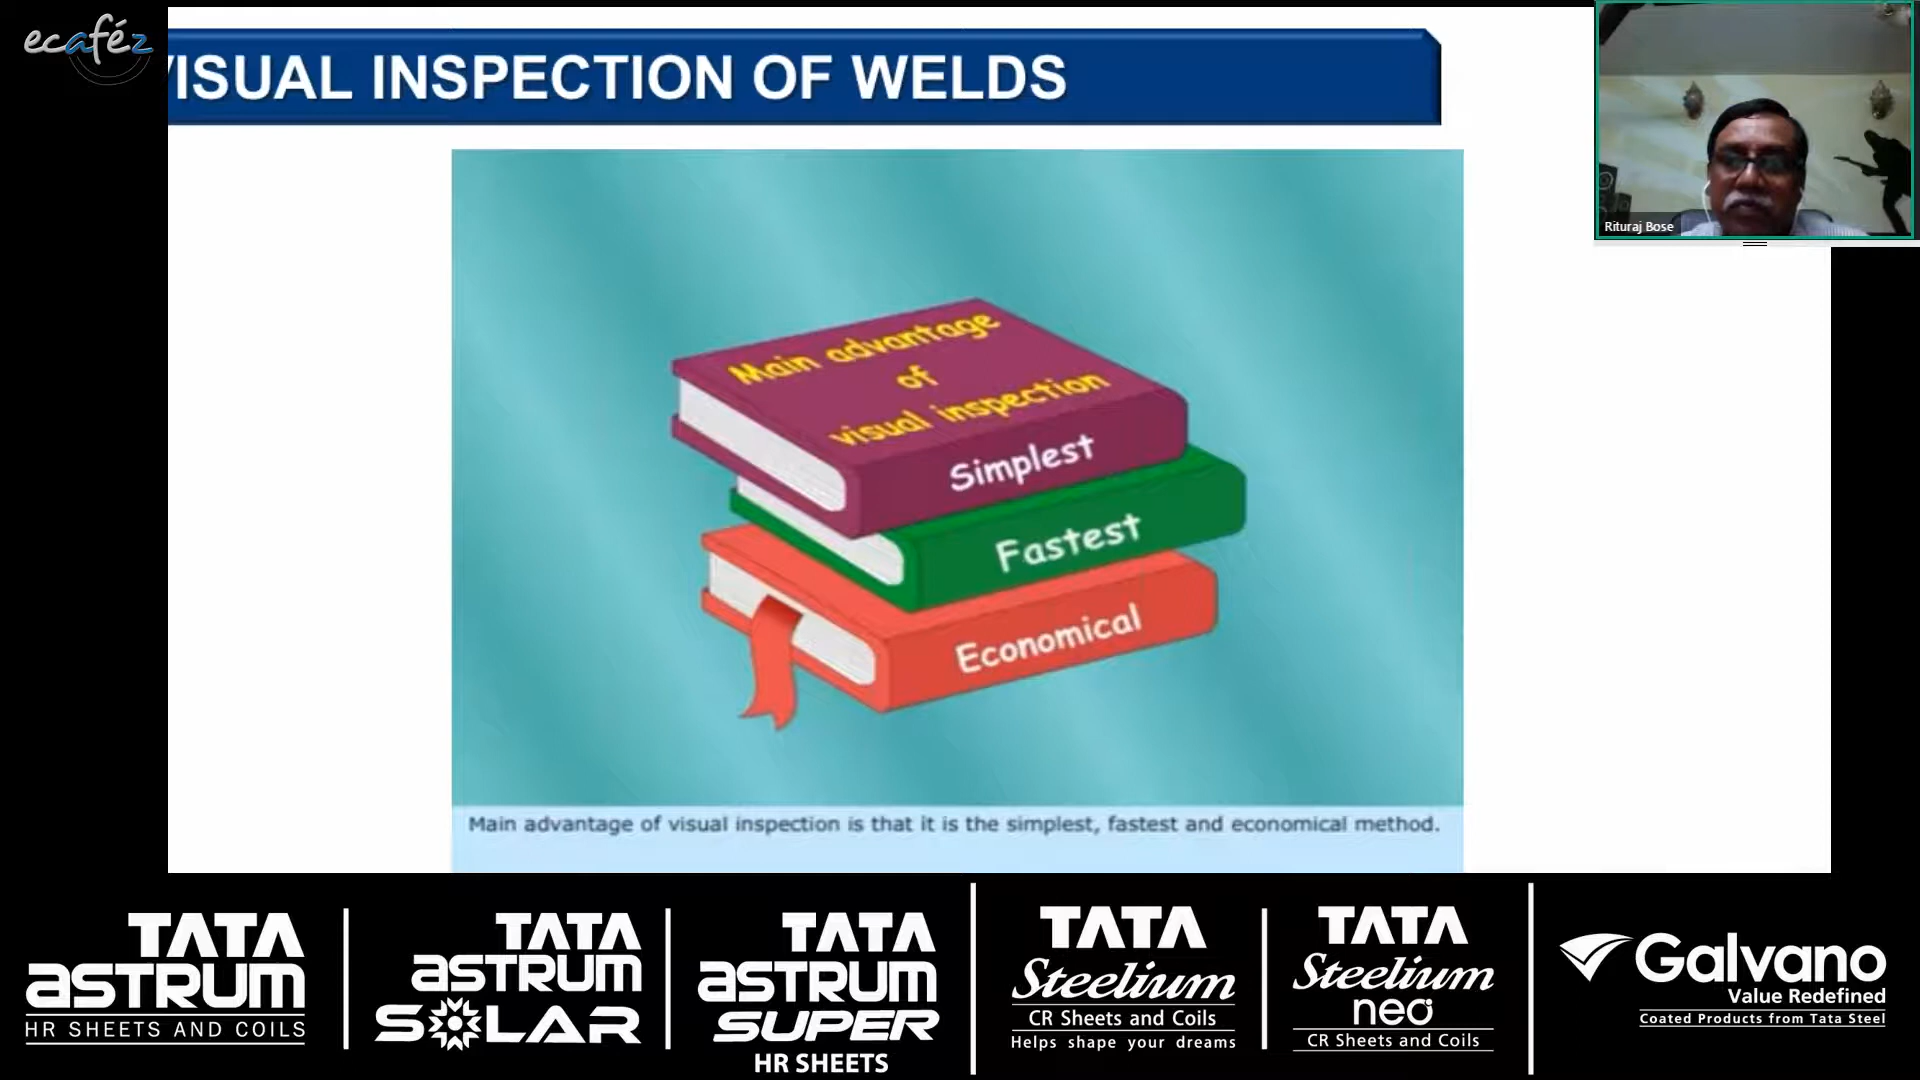 ecaféz
VISUAL INSPECTION OF WELDS
Rituraj Bose
Main advantage
of
visual inspection
Simplest
Fastest
Economical
Main advantage of visual inspection is that it is the simplest, fastest and economical method.
TATA
ASTRUM
HR SHEETS AND COILS
TATA
ASTRUM
SOLAR
TATA
ASTRUM
SUPER
HR SHEETS
TATA
Steelium
CR Sheets and Coils
Helps shape your dreams
TATA
Steelium
neo
CR Sheets and Coils
Galvano
Value Redefined
Coated Products from Tata Steel